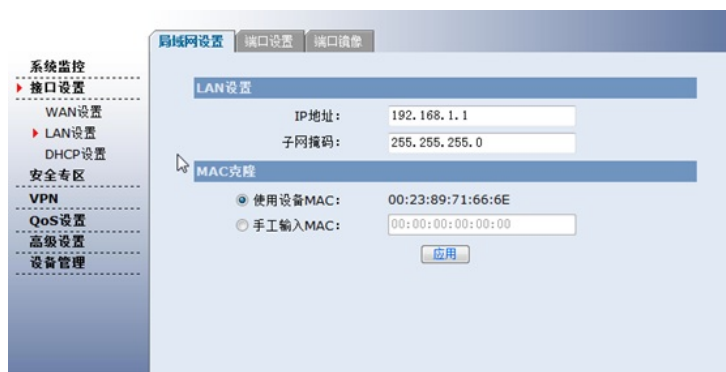 局域网设置 端口设置 端口镜像
系统监控
接口设置
WAN设置
LAN设置
DHCP设置
安全专区
VPN
QoS设置
高级设置
设备管理
LAN设置
IP地址： 192.168.1.1
子网掩码： 255.255.255.0
MAC克隆
使用设备MAC： 00:23:89:71:66:6E
手工输入MAC： 00:00:00:00:00:00
应用